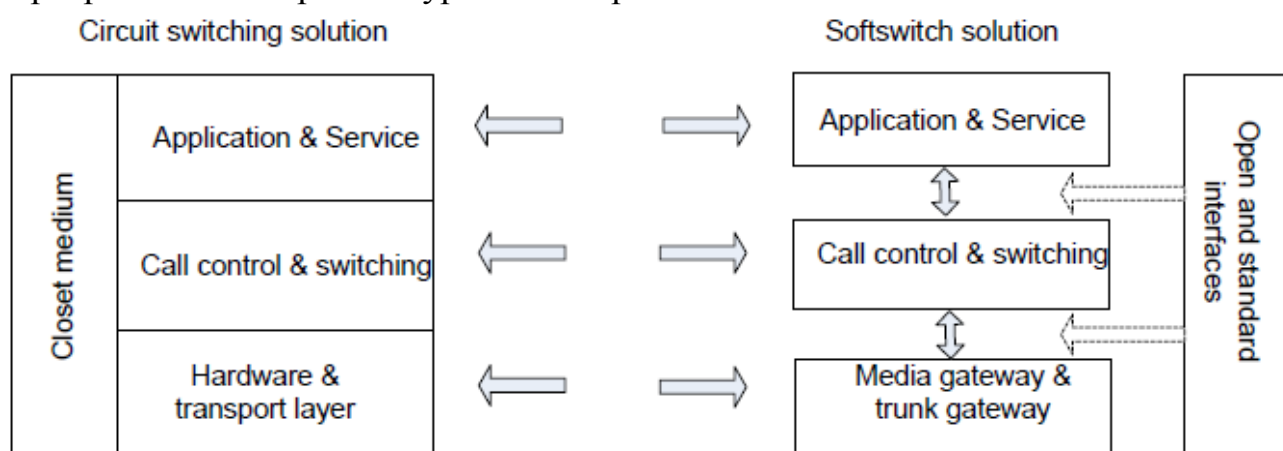 Circuit switching solution
Softswitch solution
Closet medium
Application & Service
Call control & switching
Hardware &
transport layer
Application & Service
Call control & switching
Media gateway &
trunk gateway
Open and standard
interfaces